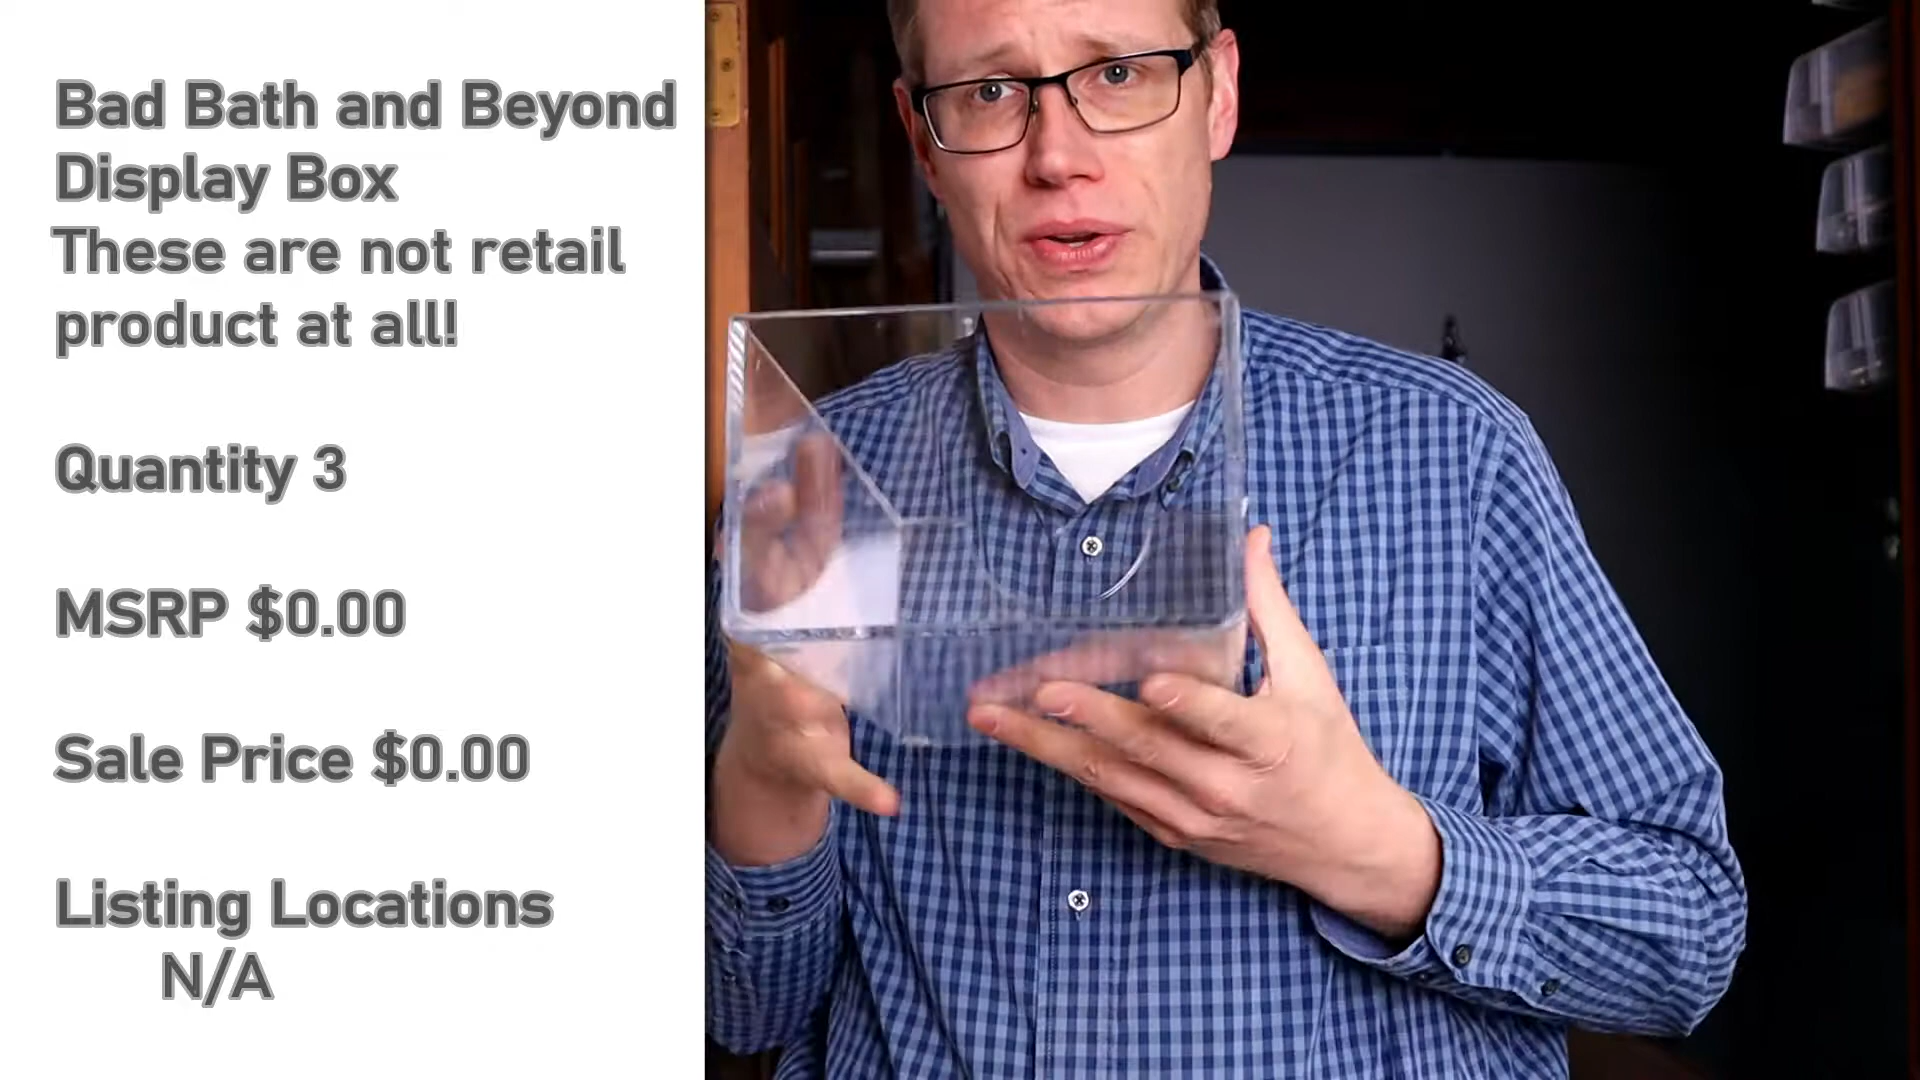 Bad Bath and Beyond
Display Box
These are not retail
product at all!
Quantity 3
MSRP $0.00
Sale Price $0.00
Listing Locations
N/A